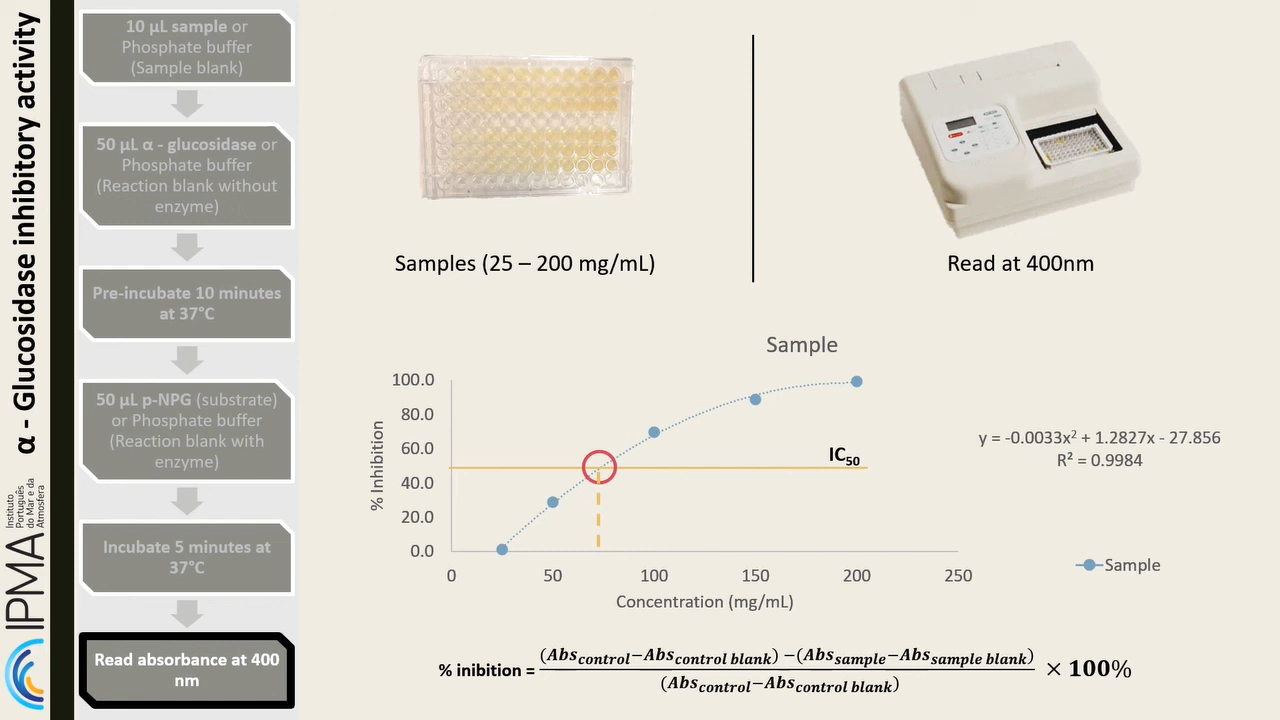 α - Glucosidase inhibitory activity
IPMA
Instituto
Português
do Mar e da
Atmosfera
10 µL sample or
Phosphate buffer
(Sample blank)
50 µL α - glucosidase or
Phosphate buffer
(Reaction blank without
enzyme)
Pre-incubate 10 minutes
at 37°C
50 µL p-NPG (substrate)
or Phosphate buffer
(Reaction blank with
enzyme)
Incubate 5 minutes at
37°C
Read absorbance at 400
nm
Samples (25 – 200 mg/mL)
Read at 400nm
Sample
% Inhibition
100.0
80.0
60.0
40.0
20.0
0.0
0 50 100 150 200 250
Concentration (mg/mL)
IC50
y = -0.0033x² + 1.2827x - 27.856
R² = 0.9984
Sample
% inibition = (Abscontrol−Abscontrol blank) −(Abssample−Abssample blank)
(Abscontrol−Abscontrol blank)
× 100%